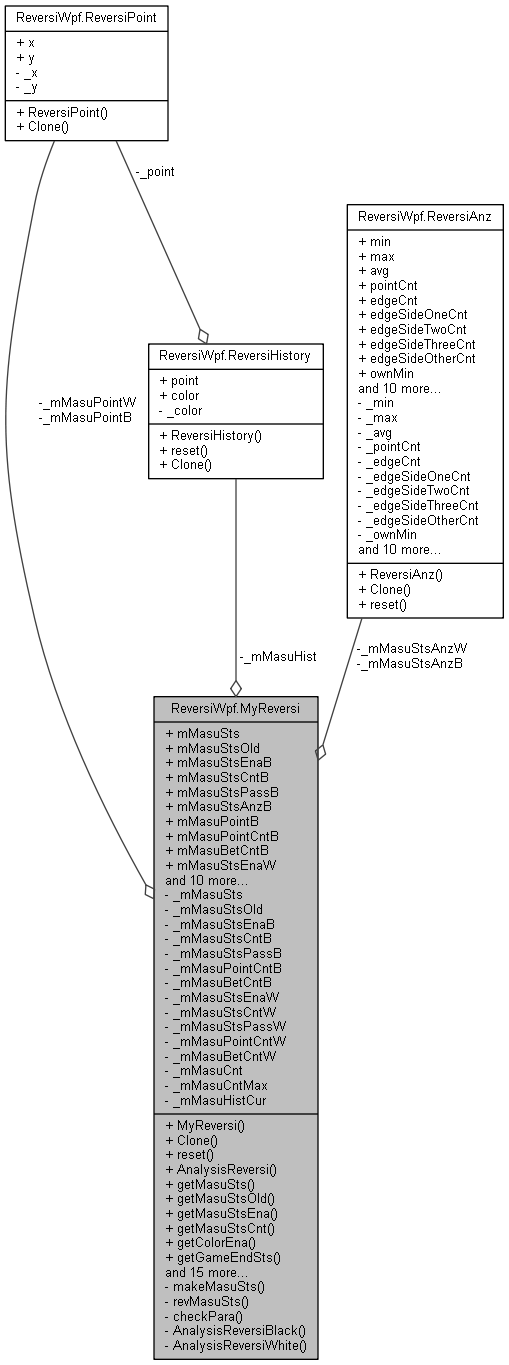 ReversiWpf.ReversiPoint
+ x
+ y
- _x
- _y
+ ReversiPoint()
+ Clone()
-_point
ReversiWpf.ReversiAnz
+ min
+ max
+ avg
+ pointCnt
+ edgeCnt
+ edgeSideOneCnt
+ edgeSideTwoCnt
+ edgeSideThreeCnt
+ edgeSideOtherCnt
+ ownMin
and 10 more...
- _min
- _max
- _avg
- _pointCnt
- _edgeCnt
- _edgeSideOneCnt
- _edgeSideTwoCnt
- _edgeSideThreeCnt
- _edgeSideOtherCnt
- _ownMin
and 10 more...
+ ReversiAnz()
+ Clone()
+ reset()
ReversiWpf.ReversiHistory
+ point
+ color
- _color
+ ReversiHistory()
+ reset()
+ Clone()
-_mMasuPointW
-_mMasuPointB
-_mMasuHist
-_mMasuStsAnzW
-_mMasuStsAnzB
ReversiWpf.MyReversi
+ mMasuSts
+ mMasuStsOld
+ mMasuStsEnaB
+ mMasuStsCntB
+ mMasuStsPassB
+ mMasuStsAnzB
+ mMasuPointB
+ mMasuPointCntB
+ mMasuBetCntB
+ mMasuStsEnaW
and 10 more...
- _mMasuSts
- _mMasuStsOld
- _mMasuStsEnaB
- _mMasuStsCntB
- _mMasuStsPassB
- _mMasuPointCntB
- _mMasuBetCntB
- _mMasuStsEnaW
- _mMasuStsCntW
- _mMasuStsPassW
- _mMasuPointCntW
- _mMasuBetCntW
- _mMasuCnt
- _mMasuCntMax
- _mMasuHistCur
+ MyReversi()
+ Clone()
+ reset()
+ AnalysisReversi()
+ getMasuSts()
+ getMasuStsOld()
+ getMasuStsEna()
+ getMasuStsCnt()
+ getColorEna()
+ getGameEndSts()
and 15 more...
- makeMasuSts()
- revMasuSts()
- checkPara()
- AnalysisReversiBlack()
- AnalysisReversiWhite()